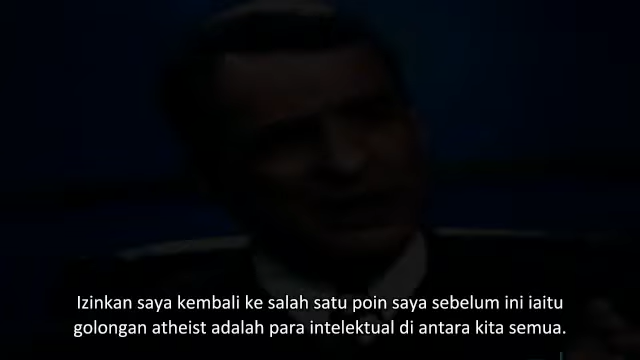 Izinkan saya kembali ke salah satu poin saya sebelum ini iaitu
golongan atheist adalah para intelektual di antara kita semua.